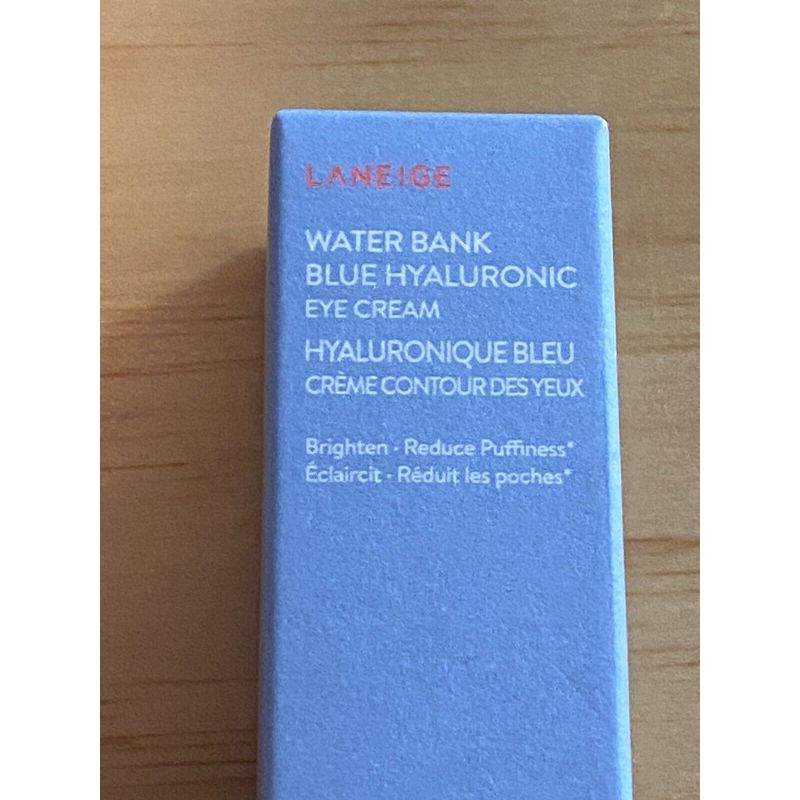 LANEIGE
WATER BANK
BLUE HYALURONIC
EYE CREAM
HYALURONIQUE BLEU
CRÈME CONTOUR DES YEUX
Brighten · Reduce Puffiness*
Éclaircit · Réduit les poches*